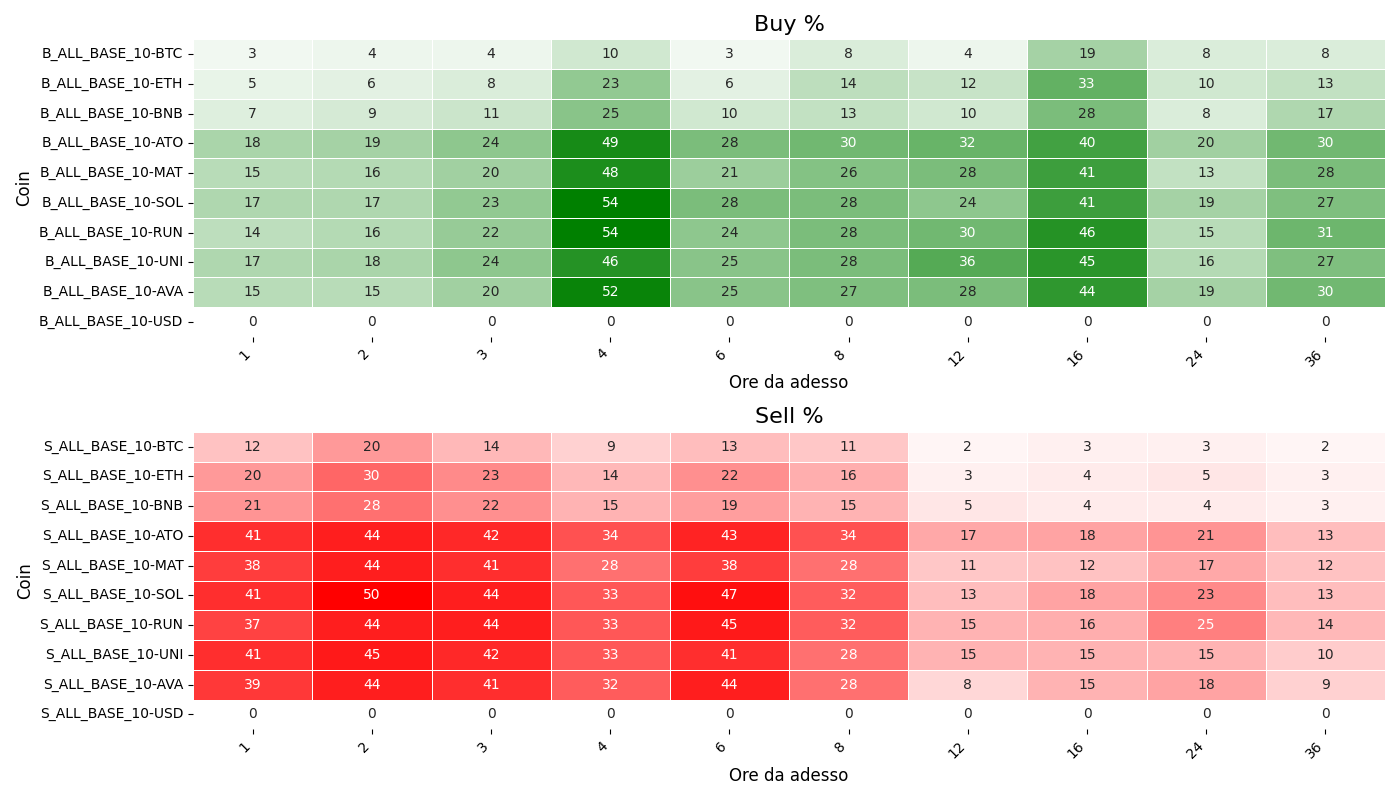 Buy %
Coin
B_ALL_BASE_10-BTC 3 4 4 10 3 8 4 19 8 8
B_ALL_BASE_10-ETH 5 6 8 23 6 14 12 33 10 13
B_ALL_BASE_10-BNB 7 9 11 25 10 13 10 28 8 17
B_ALL_BASE_10-ATO 18 19 24 49 28 30 32 40 20 30
B_ALL_BASE_10-MAT 15 16 20 48 21 26 28 41 13 28
B_ALL_BASE_10-SOL 17 17 23 54 28 28 24 41 19 27
B_ALL_BASE_10-RUN 14 16 22 54 24 28 30 46 15 31
B_ALL_BASE_10-UNI 17 18 24 46 25 28 36 45 16 27
B_ALL_BASE_10-AVA 15 15 20 52 25 27 28 44 19 30
B_ALL_BASE_10-USD 0 0 0 0 0 0 0 0 0 0
1 2 3 4 6 8 12 16 24 36
Ore da adesso
Sell %
Coin
S_ALL_BASE_10-BTC 12 20 14 9 13 11 2 3 3 2
S_ALL_BASE_10-ETH 20 30 23 14 22 16 3 4 5 3
S_ALL_BASE_10-BNB 21 28 22 15 19 15 5 4 4 3
S_ALL_BASE_10-ATO 41 44 42 34 43 34 17 18 21 13
S_ALL_BASE_10-MAT 38 44 41 28 38 28 11 12 17 12
S_ALL_BASE_10-SOL 41 50 44 33 47 32 13 18 23 13
S_ALL_BASE_10-RUN 37 44 44 33 45 32 15 16 25 14
S_ALL_BASE_10-UNI 41 45 42 33 41 28 15 15 15 10
S_ALL_BASE_10-AVA 39 44 41 32 44 28 8 15 18 9
S_ALL_BASE_10-USD 0 0 0 0 0 0 0 0 0 0
1 2 3 4 6 8 12 16 24 36
Ore da adesso